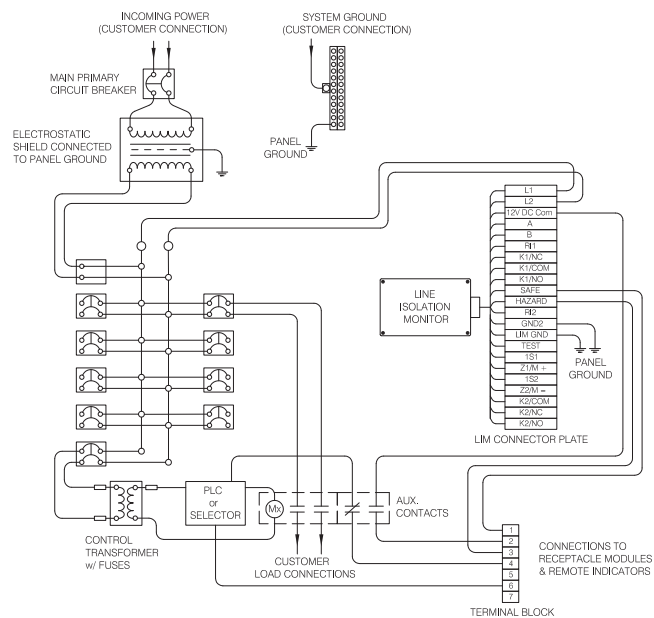 INCOMING POWER
(CUSTOMER CONNECTION)
SYSTEM GROUND
(CUSTOMER CONNECTION)
MAIN PRIMARY
CIRCUIT BREAKER
ELECTROSTATIC
SHIELD CONNECTED
TO PANEL GROUND
PANEL
GROUND
L1
L2
12V DC Com
A
B
RI1
K1/NC
K1/COM
K1/NO
SAFE
HAZARD
RI2
GND2
LIM GND
TEST
1S1
Z1/M +
1S2
Z2/M =
K2/COM
K2/NC
K2/NO
LIM CONNECTOR PLATE
LINE
ISOLATION
MONITOR
PANEL
GROUND
PLC
or
SELECTOR
Mx
AUX.
CONTACTS
CONTROL
TRANSFORMER
w/ FUSES
CUSTOMER
LOAD CONNECTIONS
1
2
3
4
5
6
7
TERMINAL BLOCK
CONNECTIONS TO
RECEPTACLE MODULES
& REMOTE INDICATORS